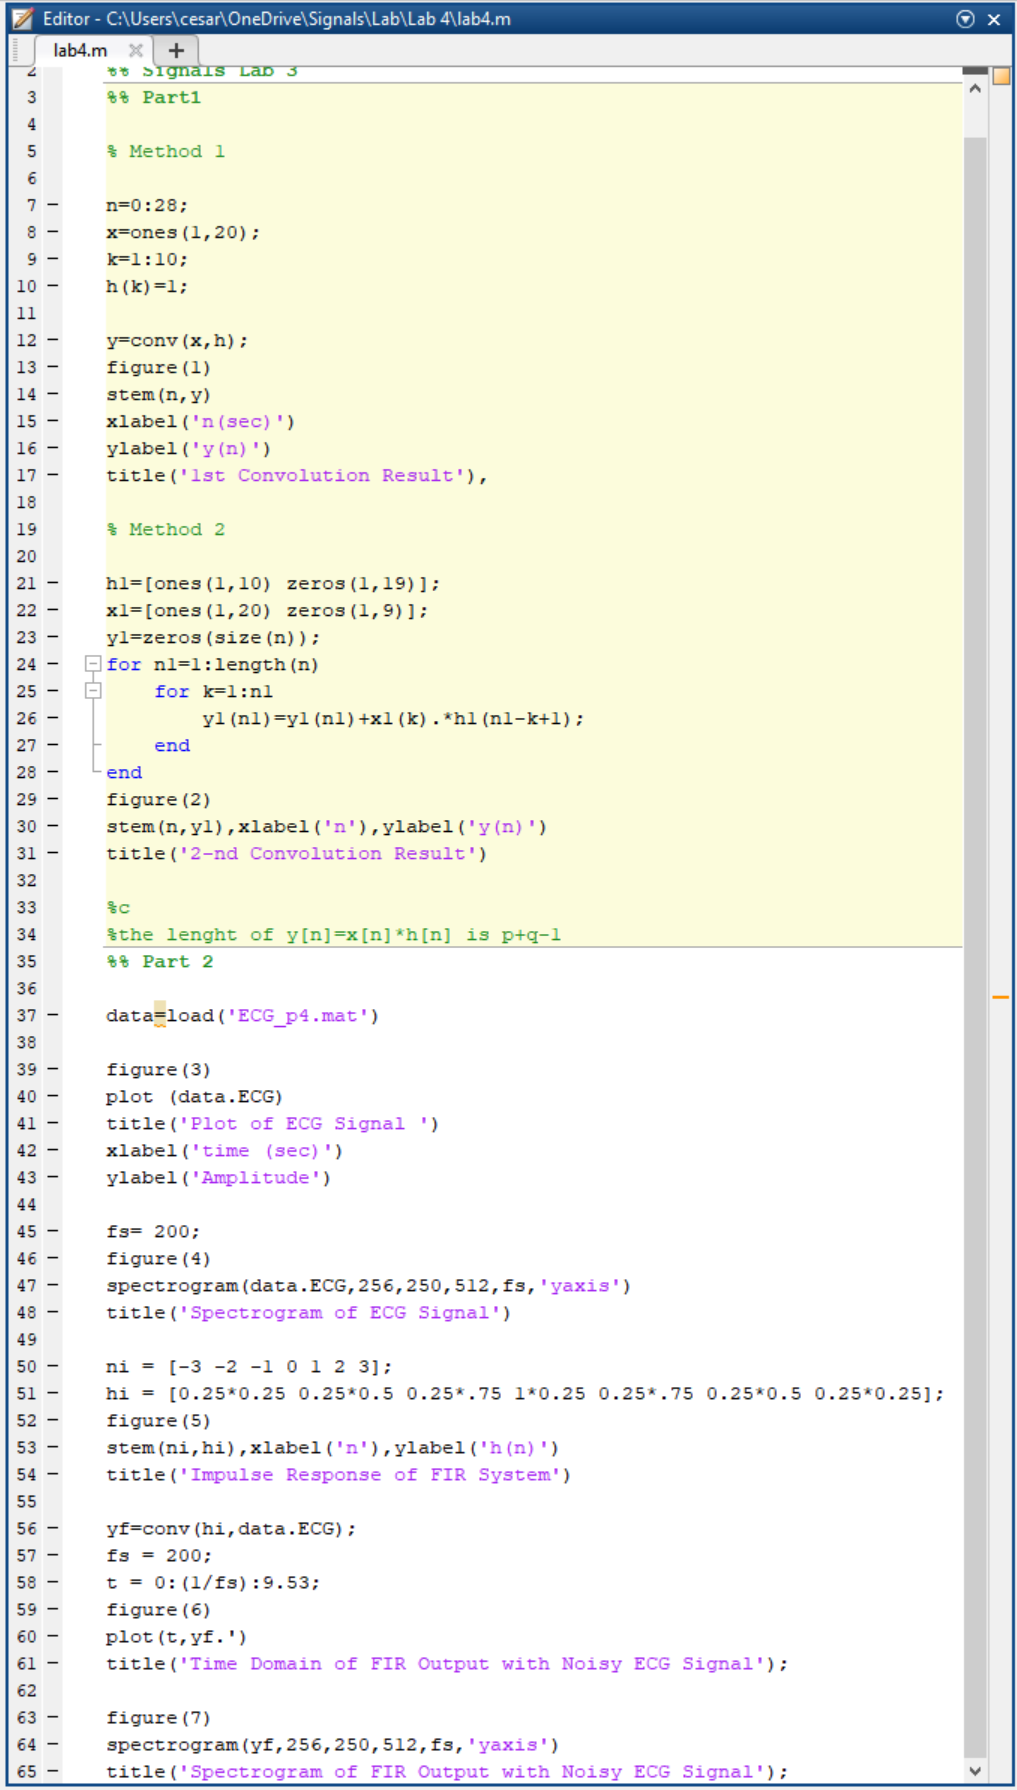 Editor - C:\Users\cesar\OneDrive\Signals\Lab\Lab 4\lab4.m
lab4.m
2 %% Signals Lab 3
3 %% Part1
4
5 % Method 1
6
7 n=0:28;
8 x=ones(1,20);
9 k=1:10;
10 h(k)=1;
11
12 y=conv(x,h);
13 figure(1)
14 stem(n,y)
15 xlabel('n(sec)')
16 ylabel('y(n)')
17 title('1st Convolution Result'),
18
19 % Method 2
20
21 h1=[ones(1,10) zeros(1,19)];
22 x1=[ones(1,20) zeros(1,9)];
23 y1=zeros(size(n));
24 for n1=1:length(n)
25 for k=1:n1
26 y1(n1)=y1(n1)+x1(k).*h1(n1-k+1);
27 end
28 end
29 figure(2)
30 stem(n,y1),xlabel('n'),ylabel('y(n)')
31 title('2-nd Convolution Result')
32
33 %c
34 %the lenght of y[n]=x[n]*h[n] is p+q-1
35 %% Part 2
36
37 data=load('ECG_p4.mat')
38
39 figure(3)
40 plot (data.ECG)
41 title('Plot of ECG Signal ')
42 xlabel('time (sec)')
43 ylabel('Amplitude')
44
45 fs= 200;
46 figure(4)
47 spectrogram(data.ECG,256,250,512,fs,'yaxis')
48 title('Spectrogram of ECG Signal')
49
50 ni = [-3 -2 -1 0 1 2 3];
51 hi = [0.25*0.25 0.25*0.5 0.25*.75 1*0.25 0.25*.75 0.25*0.5 0.25*0.25];
52 figure(5)
53 stem(ni,hi),xlabel('n'),ylabel('h(n)')
54 title('Impulse Response of FIR System')
55
56 yf=conv(hi,data.ECG);
57 fs = 200;
58 t = 0:(1/fs):9.53;
59 figure(6)
60 plot(t,yf.')
61 title('Time Domain of FIR Output with Noisy ECG Signal');
62
63 figure(7)
64 spectrogram(yf,256,250,512,fs,'yaxis')
65 title('Spectrogram of FIR Output with Noisy ECG Signal');